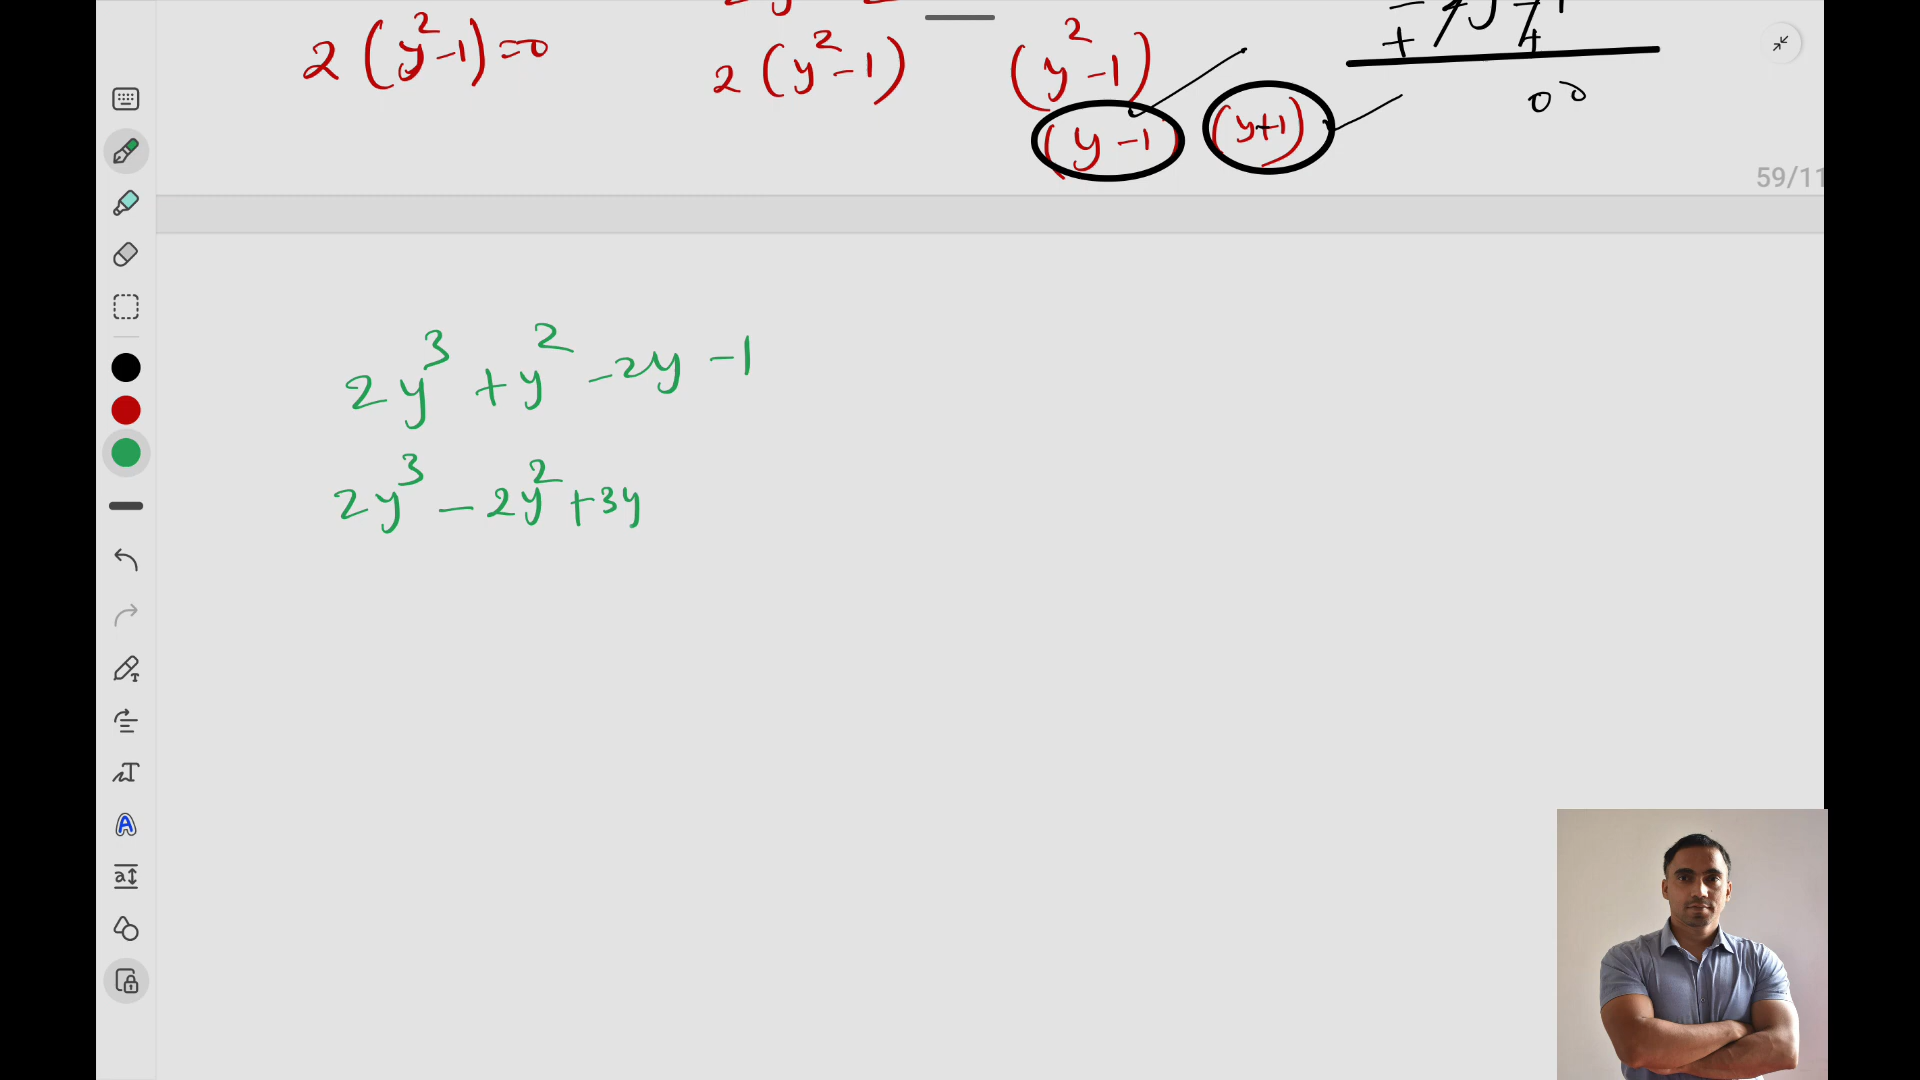 2(y²-1)=0
2(y²-1)
(y²-1)
(y-1) (y+1)
00
59/11
2y³ + y² - 2y - 1
2y³ - 2y² + 3y